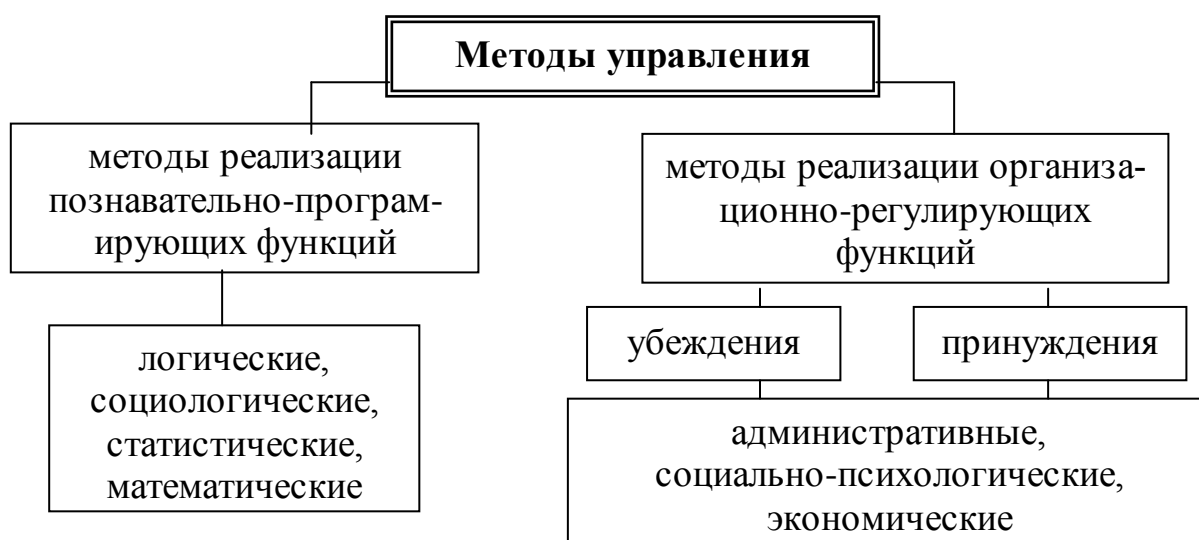 Методы управления
методы реализации
познавательно-програм-
ирующих функций
методы реализации организа-
ационно-регулирующих
функций
убеждения
принуждения
логические,
социологические,
статистические,
математические
административные,
социально-психологические,
экономические